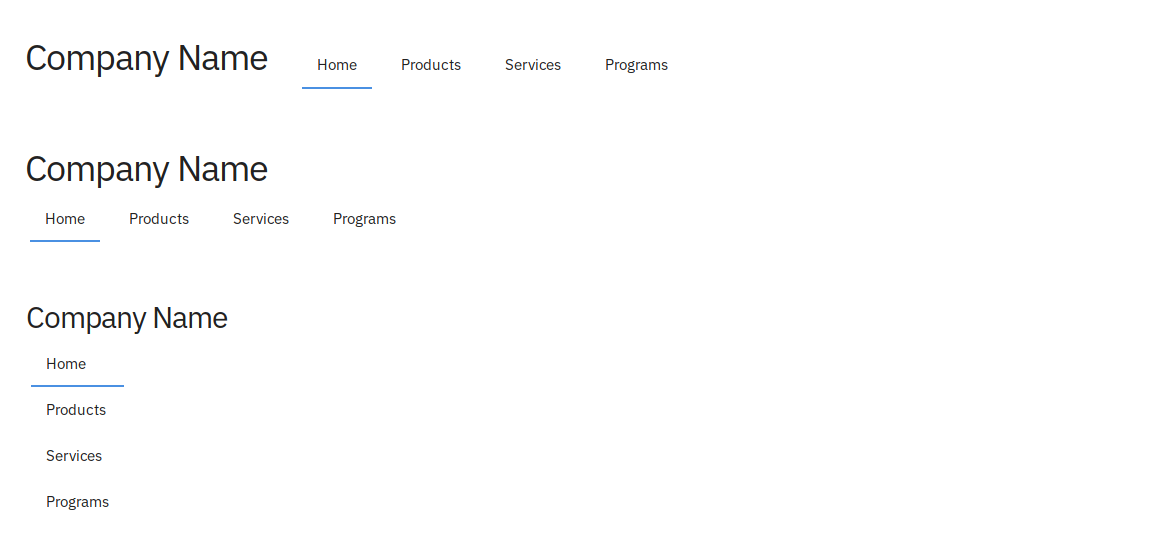 Company Name Home Products Services Programs
Company Name
Home Products Services Programs
Company Name
Home
Products
Services
Programs